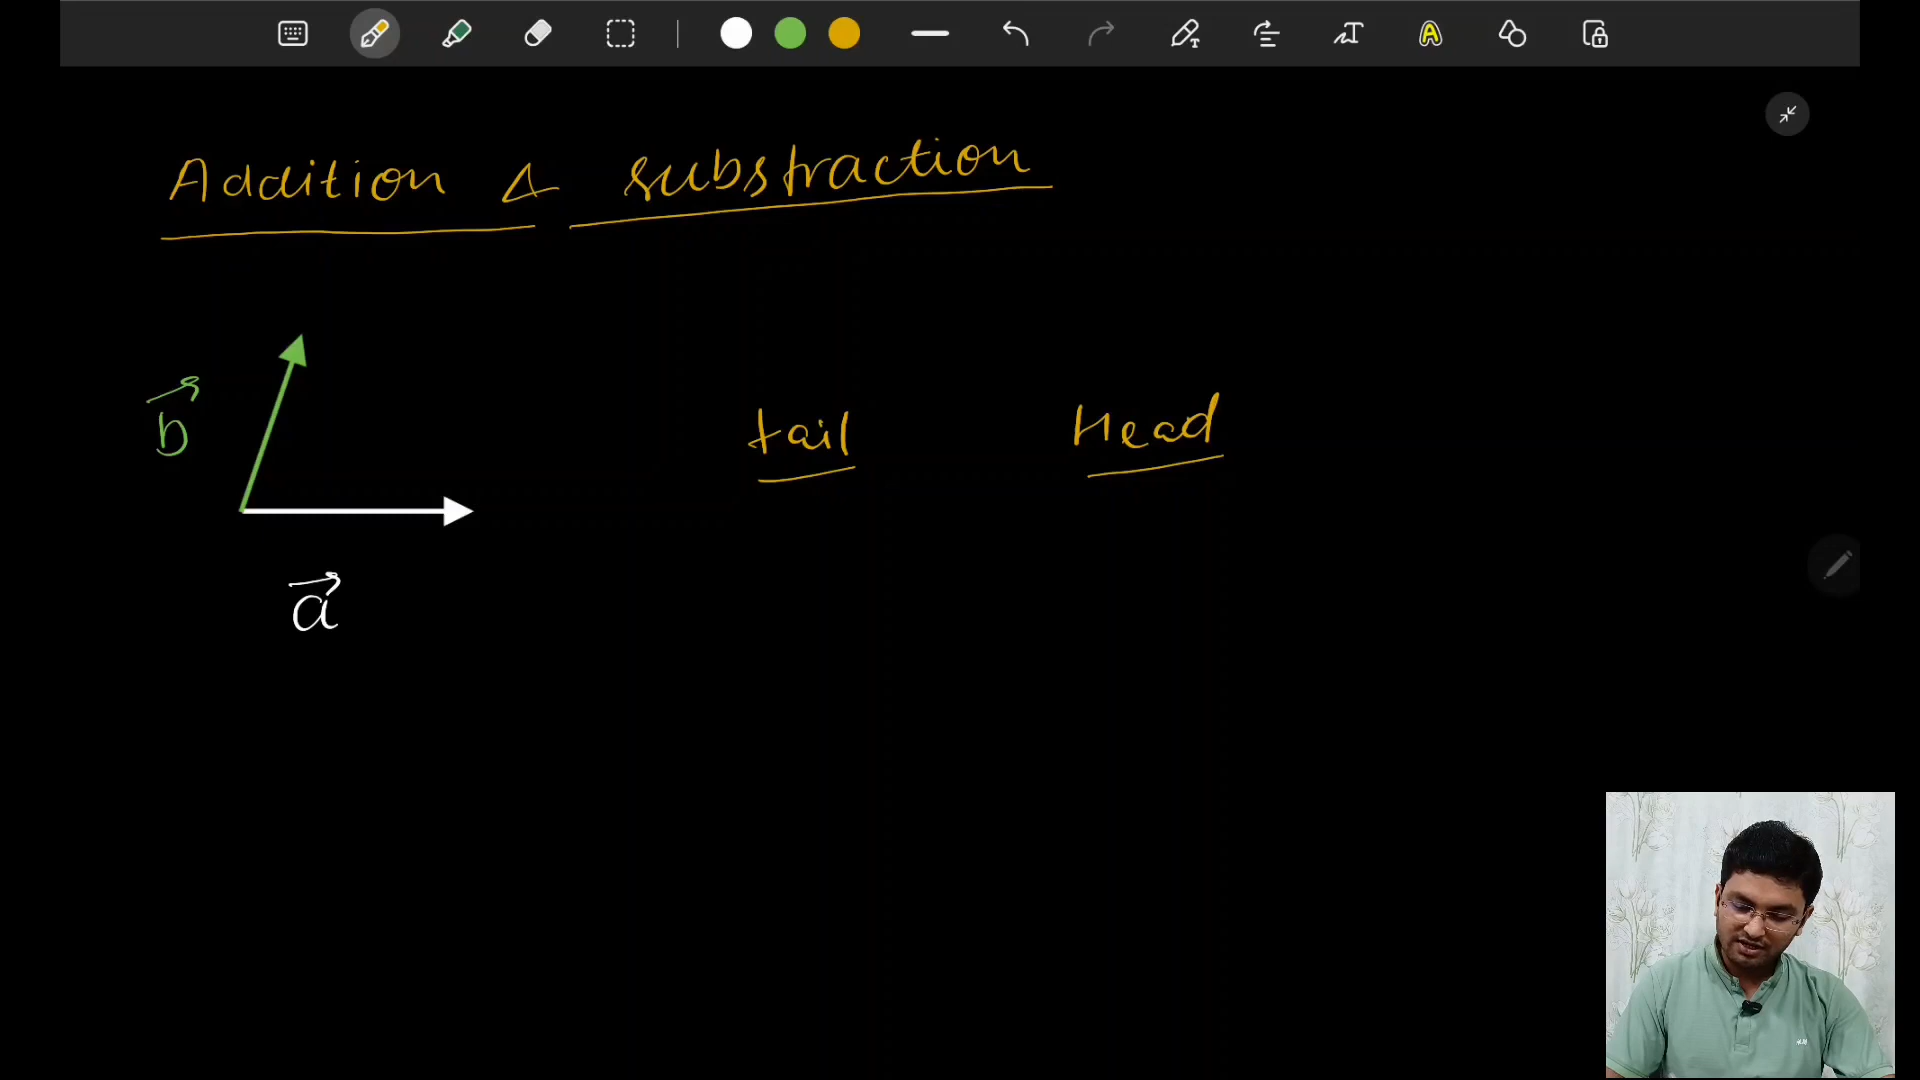 Addition & substraction
b
tail Head
a